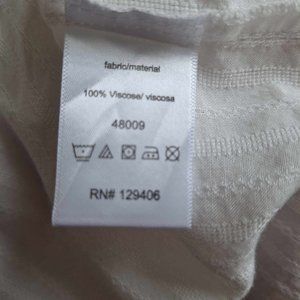 fabric/material
100% Viscose/ viscosa
48009
RN# 129406